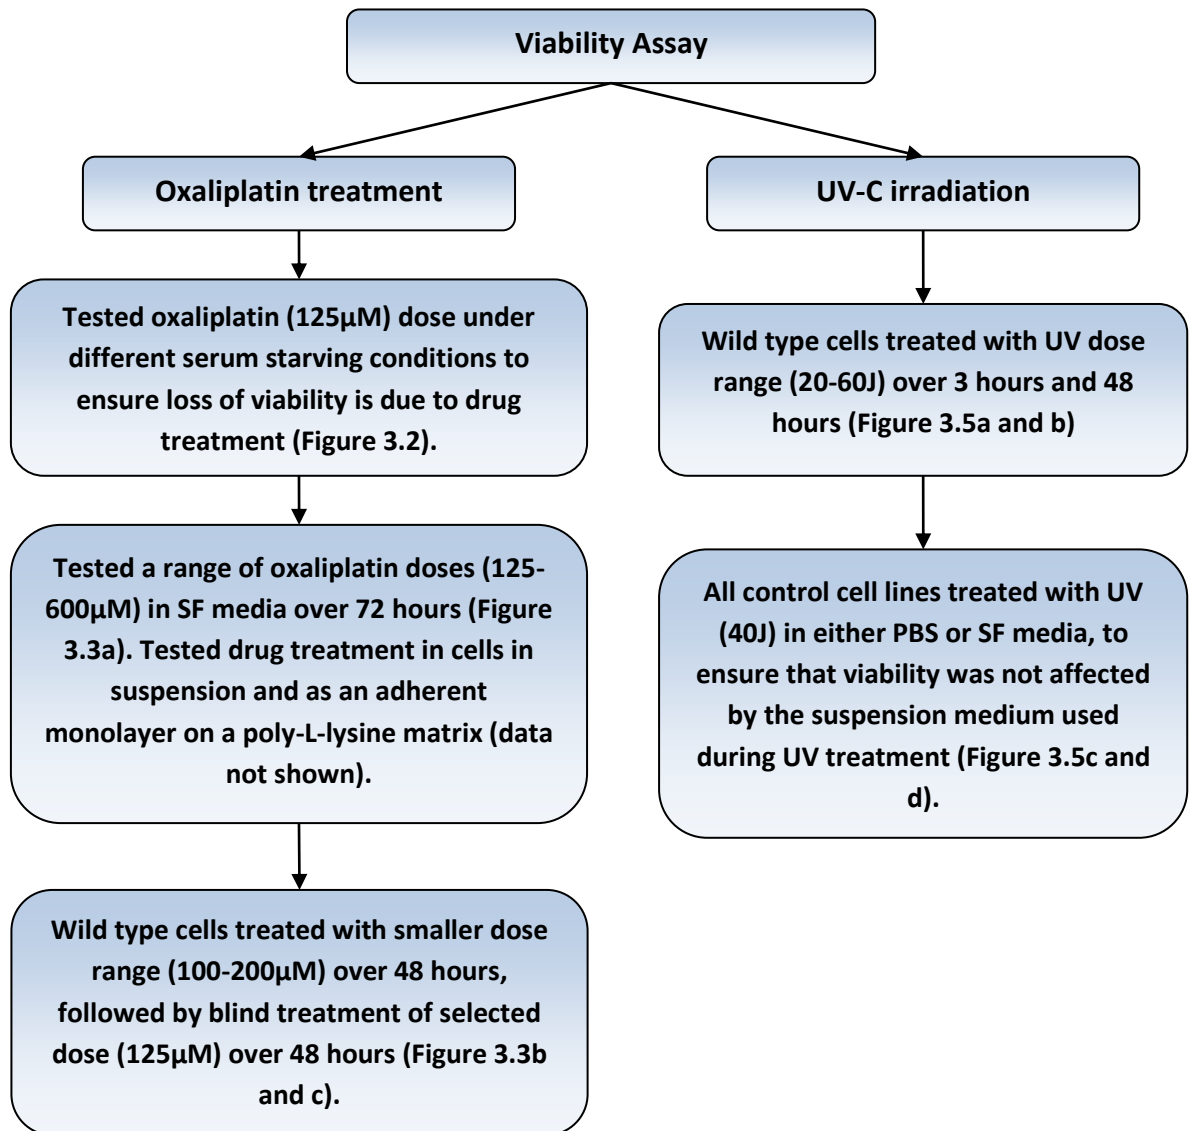 Viability Assay
Oxaliplatin treatment
Tested oxaliplatin (125µM) dose under
different serum starving conditions to
ensure loss of viability is due to drug
treatment (Figure 3.2).
Tested a range of oxaliplatin doses (125-
600µM) in SF media over 72 hours (Figure
3.3a). Tested drug treatment in cells in
suspension and as an adherent
monolayer on a poly-L-lysine matrix (data
not shown).
Wild type cells treated with smaller dose
range (100-200µM) over 48 hours,
followed by blind treatment of selected
dose (125µM) over 48 hours (Figure 3.3b
and c).
UV-C irradiation
Wild type cells treated with UV dose
range (20-60J) over 3 hours and 48
hours (Figure 3.5a and b)
All control cell lines treated with UV
(40J) in either PBS or SF media, to
ensure that viability was not affected
by the suspension medium used
during UV treatment (Figure 3.5c and
d).